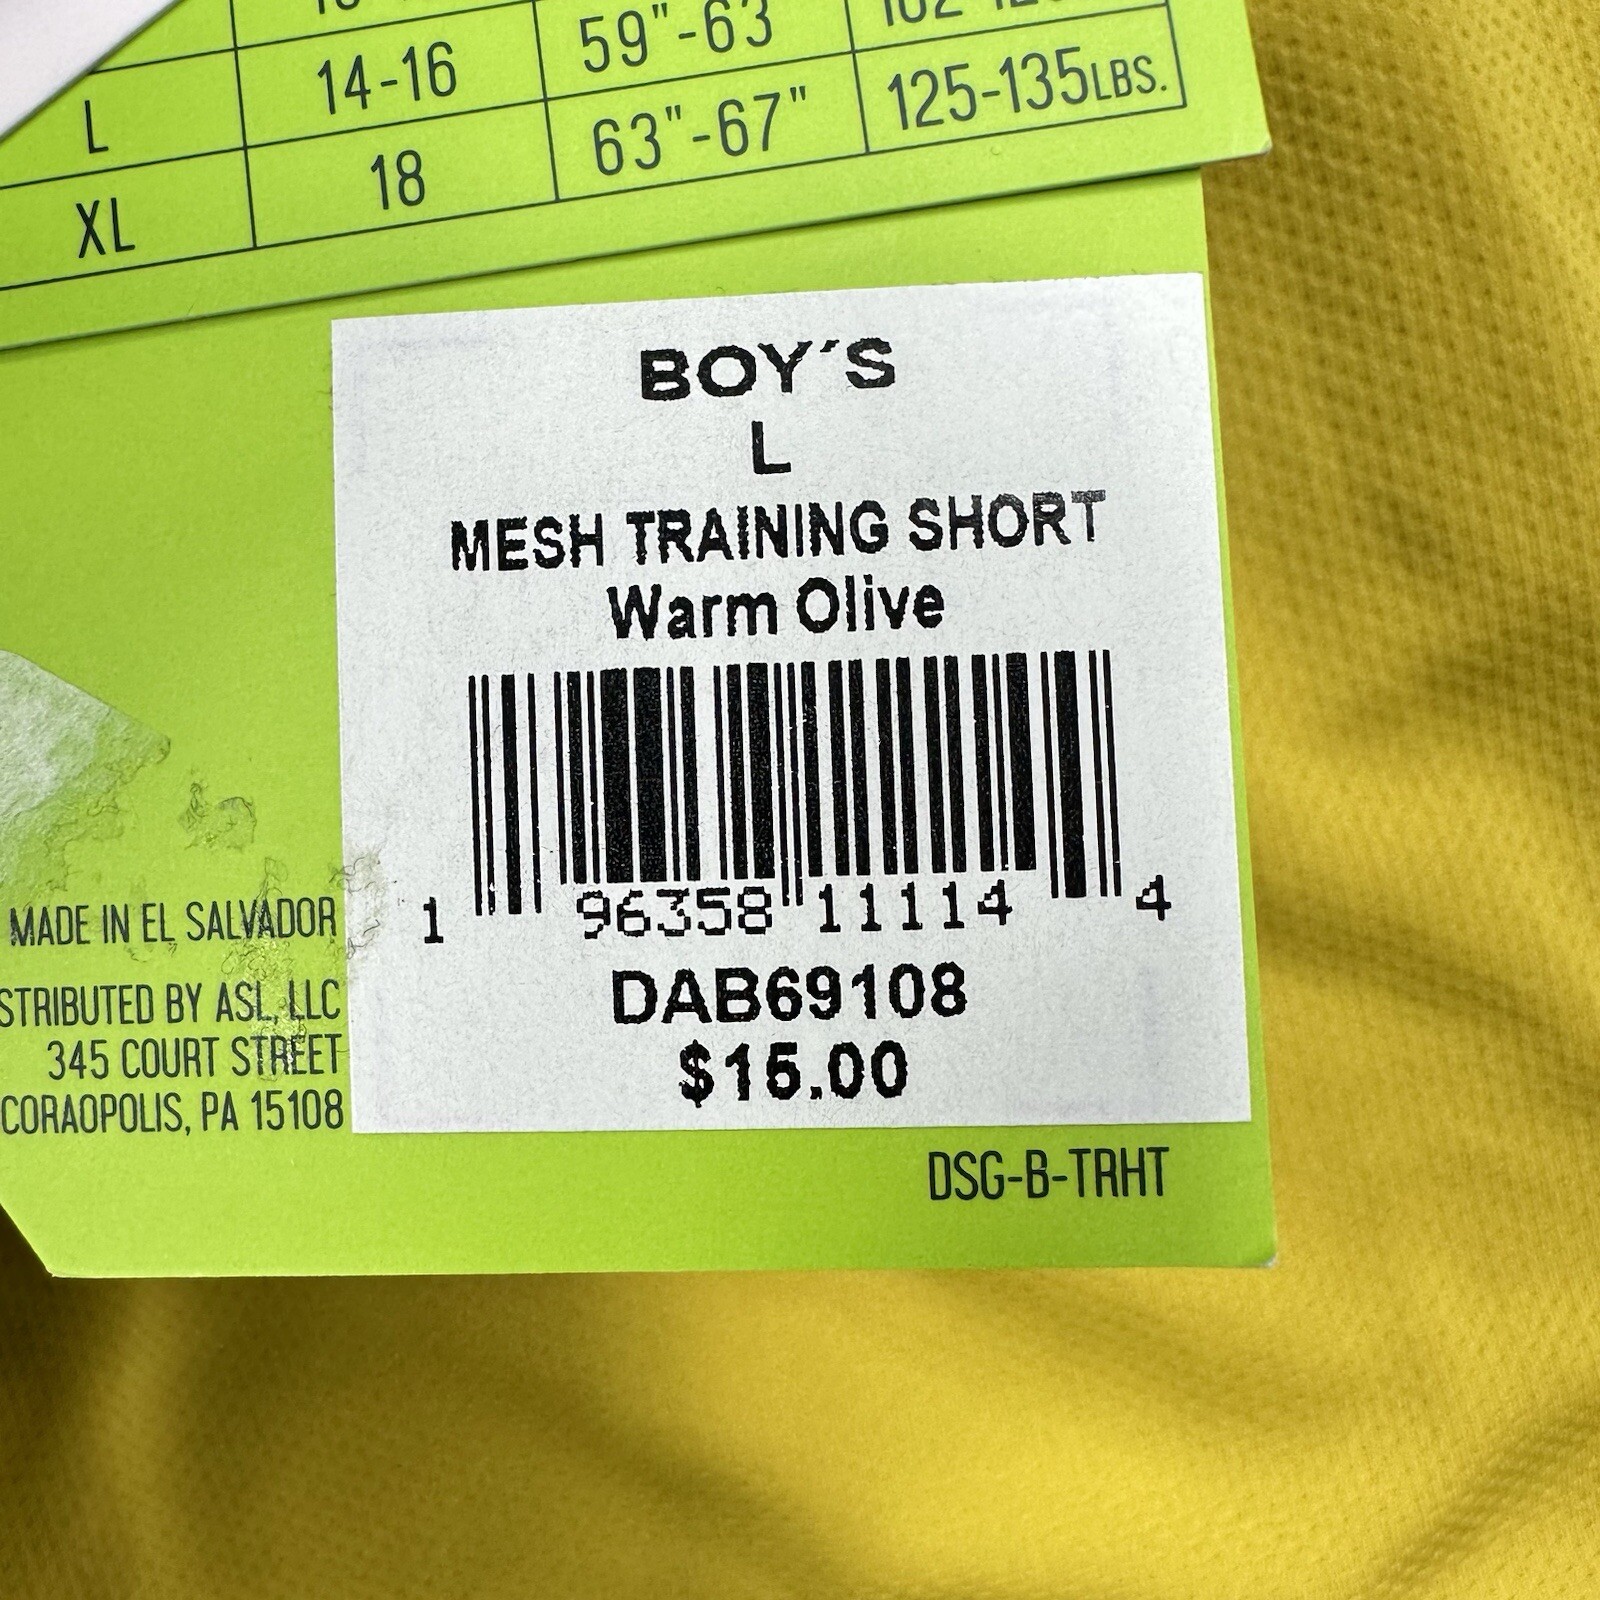 L 14-16 59"-63
XL 18 63"-67" 125-135LBS.
BOY´S
L
MESH TRAINING SHORT
Warm Olive
1 96358 11114 4
DAB69108
$15.00
MADE IN EL SALVADOR
STRIBUTED BY ASL, LLC
345 COURT STREET
CORAOPOLIS, PA 15108
DSG-B-TRHT